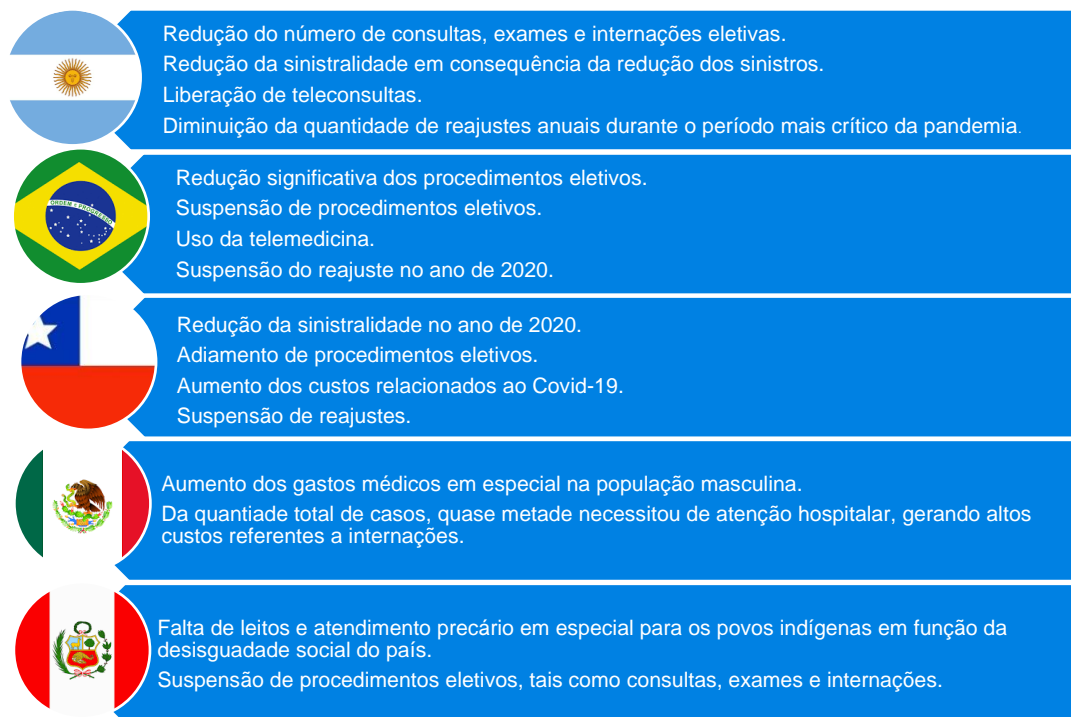 Redução do número de consultas, exames e internações eletivas.
Redução da sinistralidade em consequência da redução dos sinistros.
Liberação de teleconsultas.
Diminuição da quantidade de reajustes anuais durante o período mais crítico da pandemia.
ORDEM E PROGRESSO
Redução significativa dos procedimentos eletivos.
Suspensão de procedimentos eletivos.
Uso da telemedicina.
Suspensão do reajuste no ano de 2020.
Redução da sinistralidade no ano de 2020.
Adiamento de procedimentos eletivos.
Aumento dos custos relacionados ao Covid-19.
Suspensão de reajustes.
Aumento dos gastos médicos em especial na população masculina.
Da quantiade total de casos, quase metade necessitou de atenção hospitalar, gerando altos
custos referentes a internações.
Falta de leitos e atendimento precário em especial para os povos indígenas em função da
desisguadade social do país.
Suspensão de procedimentos eletivos, tais como consultas, exames e internações.